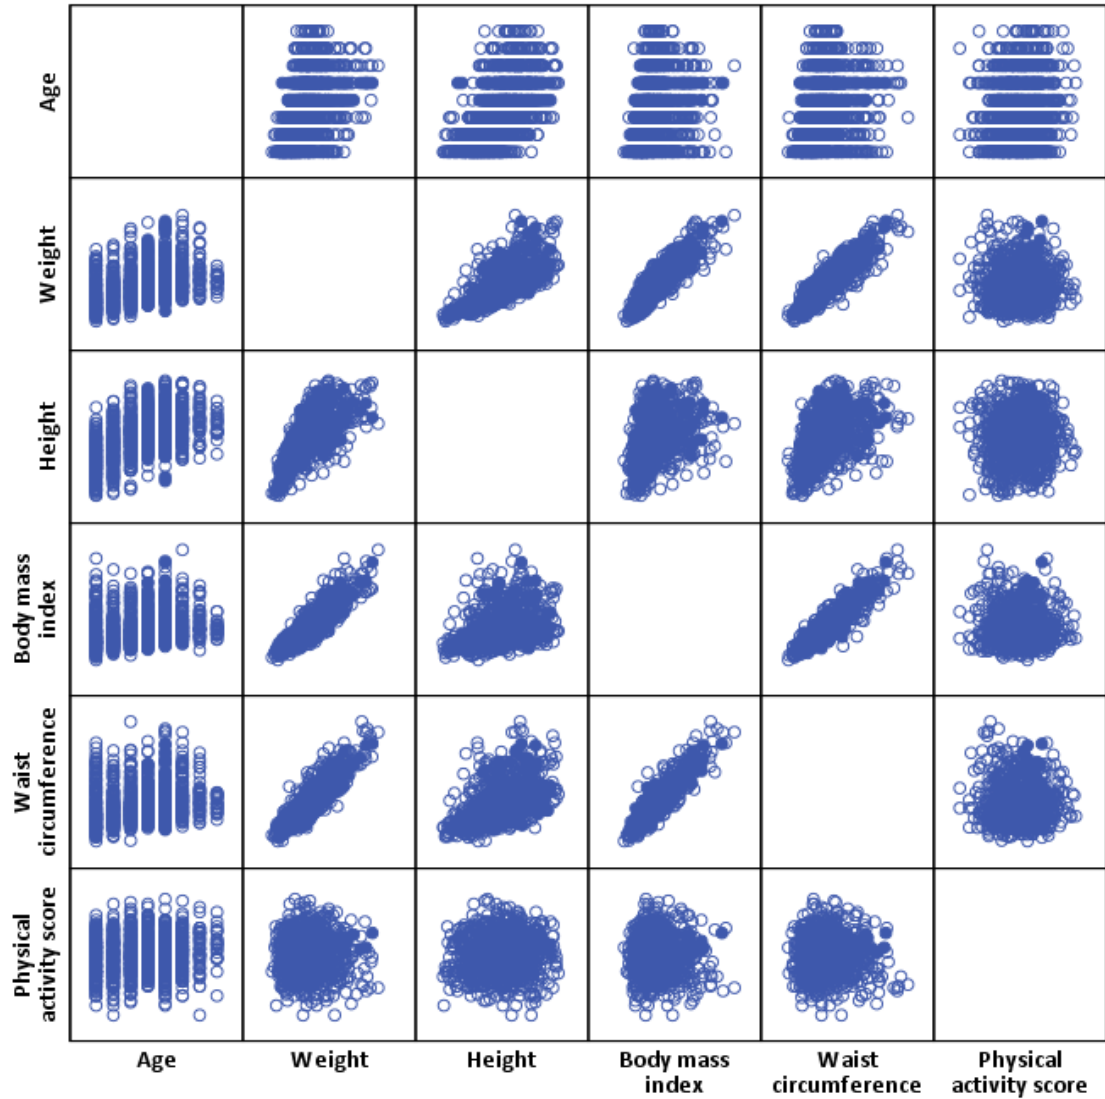 Age
Weight
Height
Body mass
index
Waist
circumference
Physical
activity score
Age
Weight
Height
Body mass
index
Waist
circumference
Physical
activity score